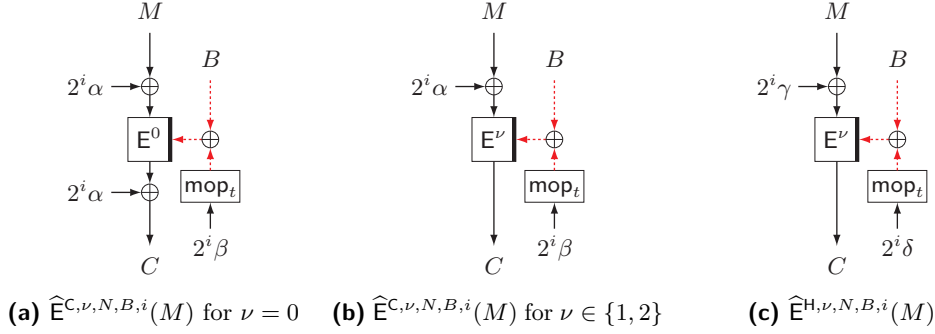 M M M
B B B
2^i α 2^i α 2^i γ
E^0 E^ν E^ν
2^i α mop_t mop_t mop_t
2^i β 2^i β 2^i δ
C C C
(a) Ê^{C,ν,N,B,i}(M) for ν = 0 (b) Ê^{C,ν,N,B,i}(M) for ν ∈ {1, 2} (c) Ê^{H,ν,N,B,i}(M)